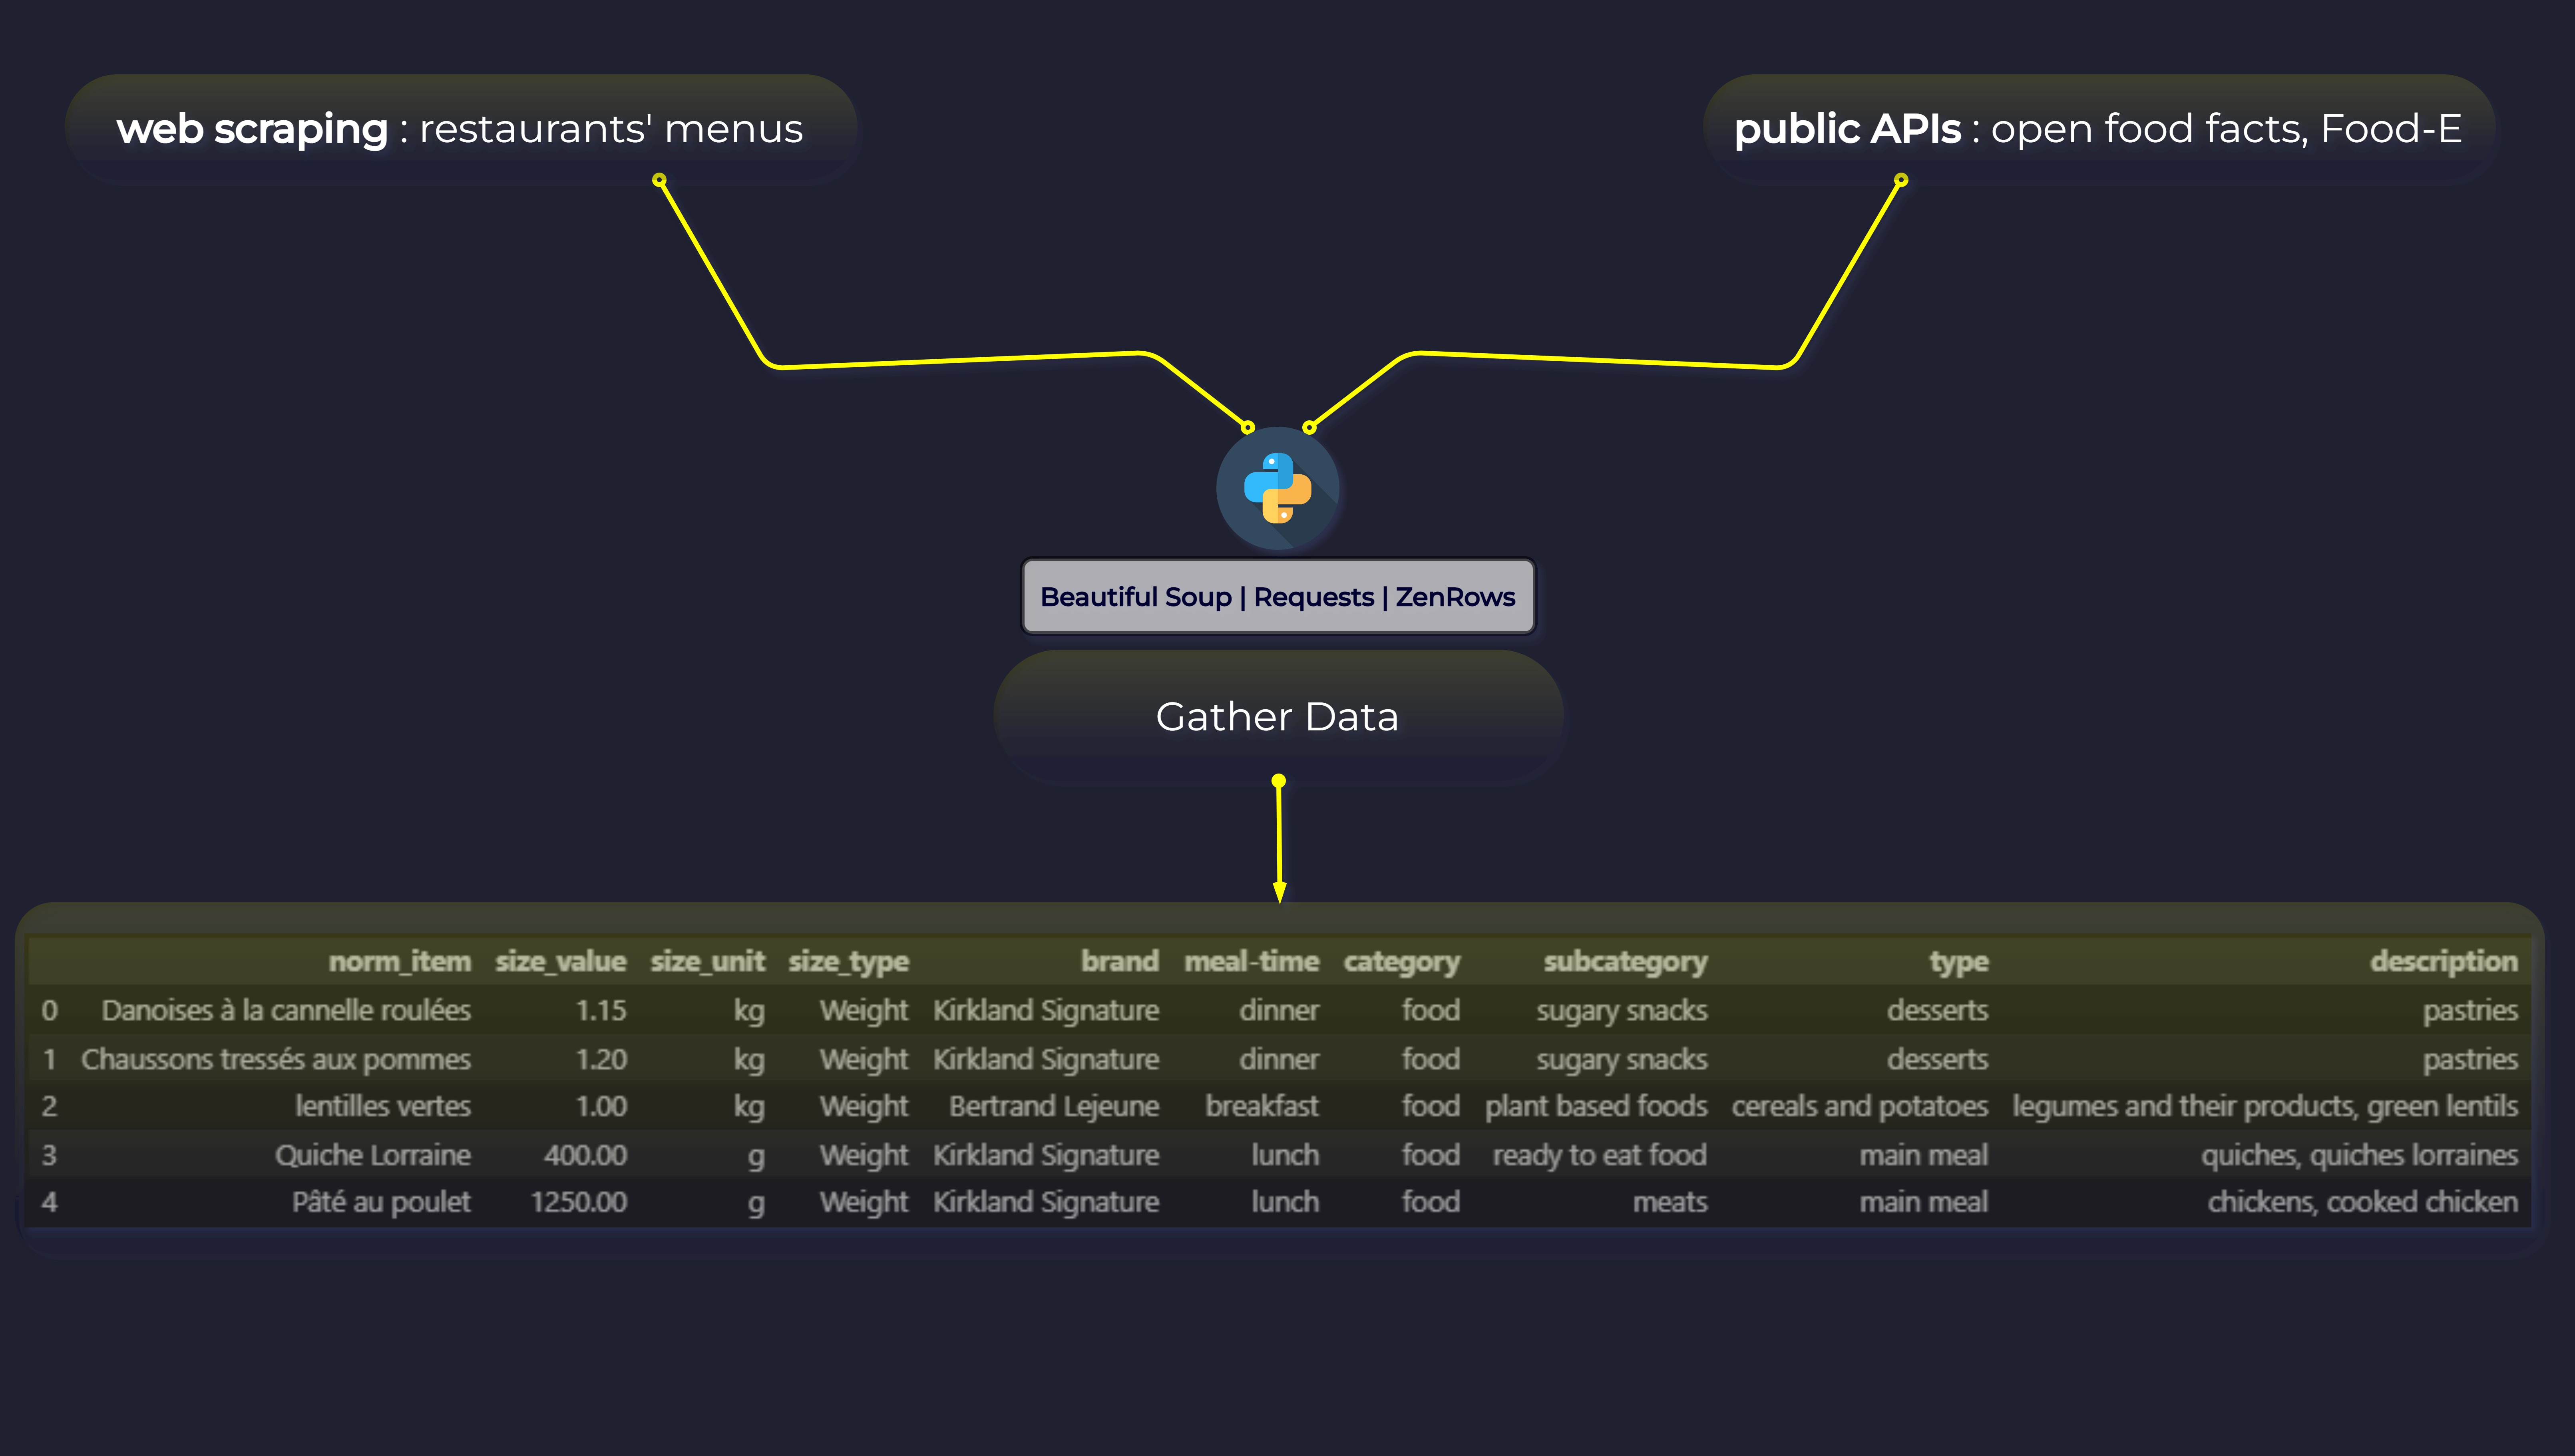 web scraping : restaurants' menus
public APIs : open food facts, Food-E
Beautiful Soup | Requests | ZenRows
Gather Data
norm_item size_value size_unit size_type brand meal-time category subcategory type description
0 Danoises à la cannelle roulées 1.15 kg Weight Kirkland Signature dinner food sugary snacks desserts pastries
1 Chaussons tressés aux pommes 1.20 kg Weight Kirkland Signature dinner food sugary snacks desserts pastries
2 lentilles vertes 1.00 kg Weight Bertrand Lejeune breakfast food plant based foods cereals and potatoes legumes and their products, green lentils
3 Quiche Lorraine 400.00 g Weight Kirkland Signature lunch food ready to eat food main meal quiches, quiches lorraines
4 Pâté au poulet 1250.00 g Weight Kirkland Signature lunch food meats main meal chickens, cooked chicken